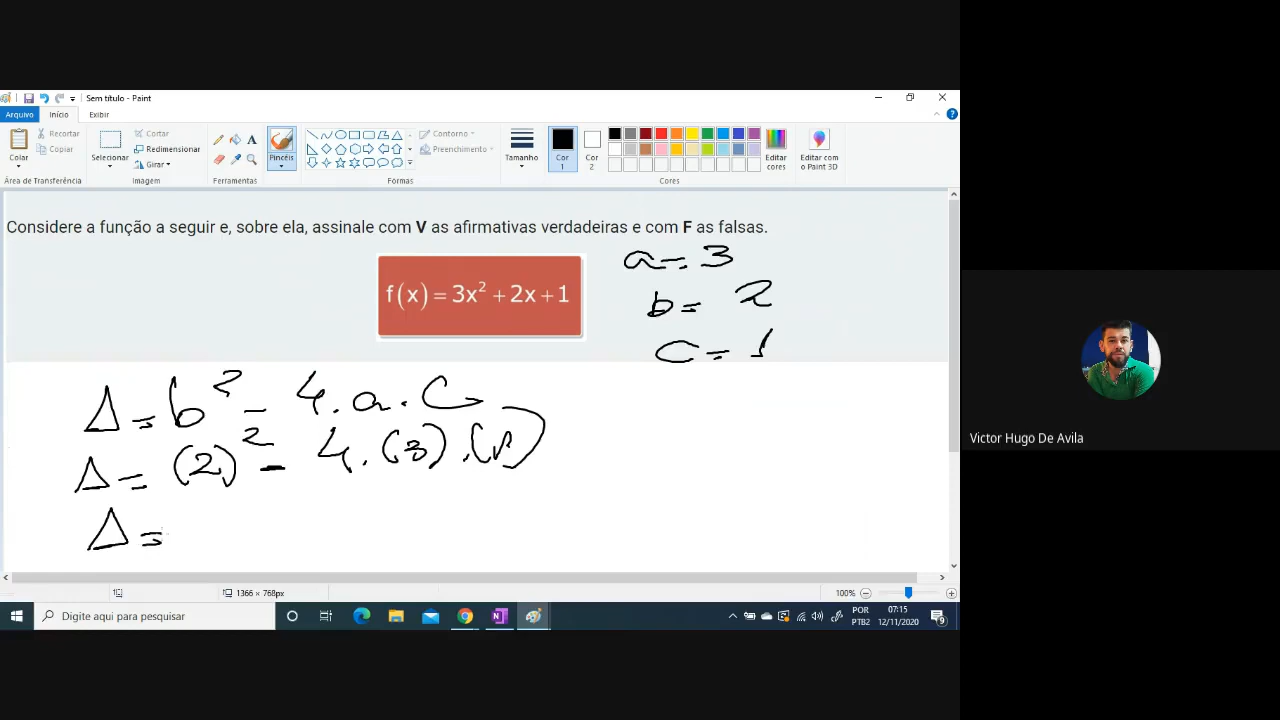 Sem título - Paint
Arquivo
Início
Exibir
Colar
Recortar
Copiar
Área de Transferência
Selecionar
Cortar
Redimensionar
Girar
Imagem
A
Ferramentas
Pincéis
Contorno
Preenchimento
Formas
Tamanho
Cor
1
Cor
2
Editar
cores
Cores
Editar com
o Paint 3D
Considere a função a seguir e, sobre ela, assinale com V as afirmativas verdadeiras e com F as falsas.
f(x) = 3x² + 2x + 1
a = 3
b = 2
c = 1
Δ = b² - 4.a.c
Δ = (2)² - 4.(3).(1)
Δ =
Victor Hugo De Avila
1366 × 768px
100%
Digite aqui para pesquisar
POR
PTB2
07:15
12/11/2020
9